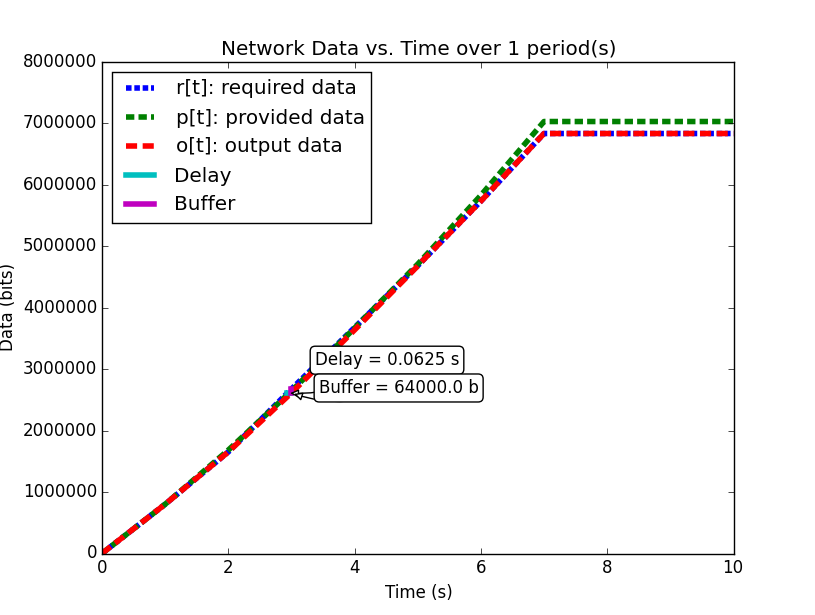 Network Data vs. Time over 1 period(s)
8000000
7000000
6000000
5000000
4000000
3000000
2000000
1000000
0
Data (bits)
r[t]: required data
p[t]: provided data
o[t]: output data
Delay
Buffer
Delay = 0.0625 s
Buffer = 64000.0 b
0 2 4 6 8 10
Time (s)